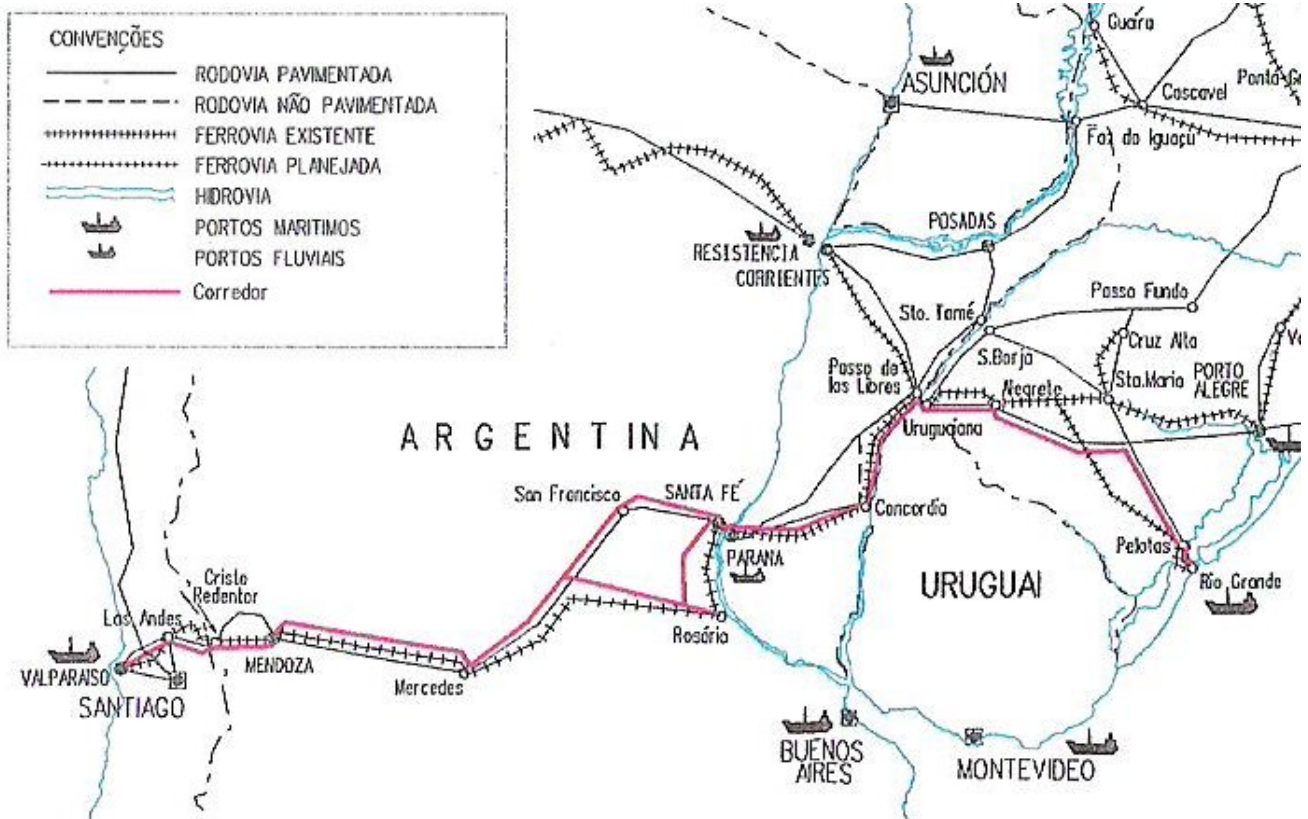 CONVENÇÕES
RODOVIA PAVIMENTADA
RODOVIA NÃO PAVIMENTADA
FERROVIA EXISTENTE
FERROVIA PLANEJADA
HIDROVIA
PORTOS MARITIMOS
PORTOS FLUVIAIS
Corredor
Guaíra
ASUNCIÓN
Cascavel
Ponta G
Foz do Iguaçú
POSADAS
RESISTENCIA
CORRIENTES
Passo Fundo
Sto. Tomé
Cruz Alta
S.Borja
Passo de
los Libres
Negrete
Sta.Maria
PORTO
ALEGRE
Uruguaiana
ARGENTINA
San Francisco
SANTA FÉ
Concordia
PARANA
Pelotas
URUGUAI
Rio Grande
Cristo
Redentor
Los Andes
Rosário
VALPARAISO
MENDOZA
Mercedes
SANTIAGO
BUENOS
AIRES
MONTEVIDEO